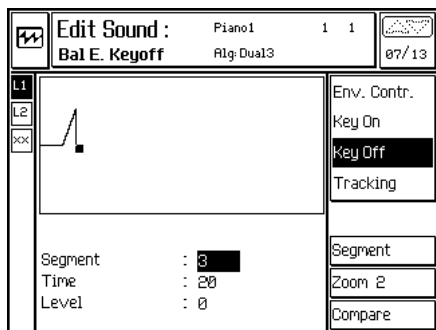 Edit Sound : Piano1 1 1
Bal E. Keyoff Alg: Dual3 07/13
L1
L2
xx
Env. Contr.
Key On
Key Off
Tracking
Segment : 3
Time : 20
Level : 0
Segment
Zoom 2
Compare